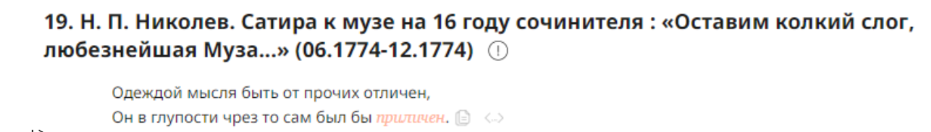 19. Н. П. Николев. Сатира к музе на 16 году сочинителя : «Оставим колкий слог,
любезнейшая Муза...» (06.1774-12.1774)
Одеждой мысля быть от прочих отличен,
Он в глупости чрез то сам был бы приличен.